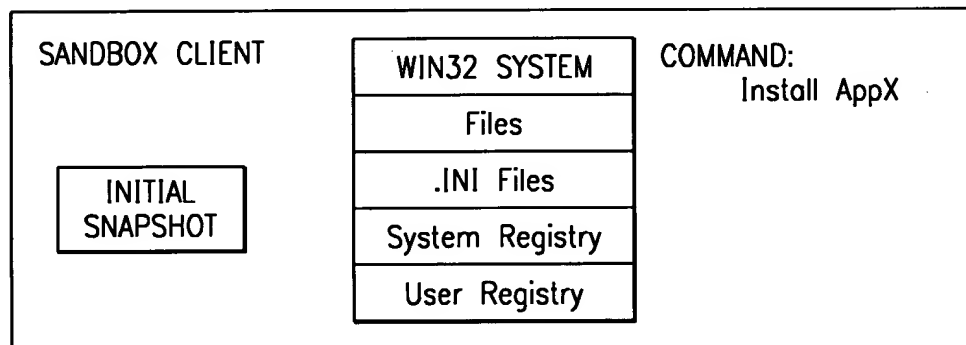 SANDBOX CLIENT
INITIAL
SNAPSHOT
WIN32 SYSTEM
Files
.INI Files
System Registry
User Registry
COMMAND:
Install AppX